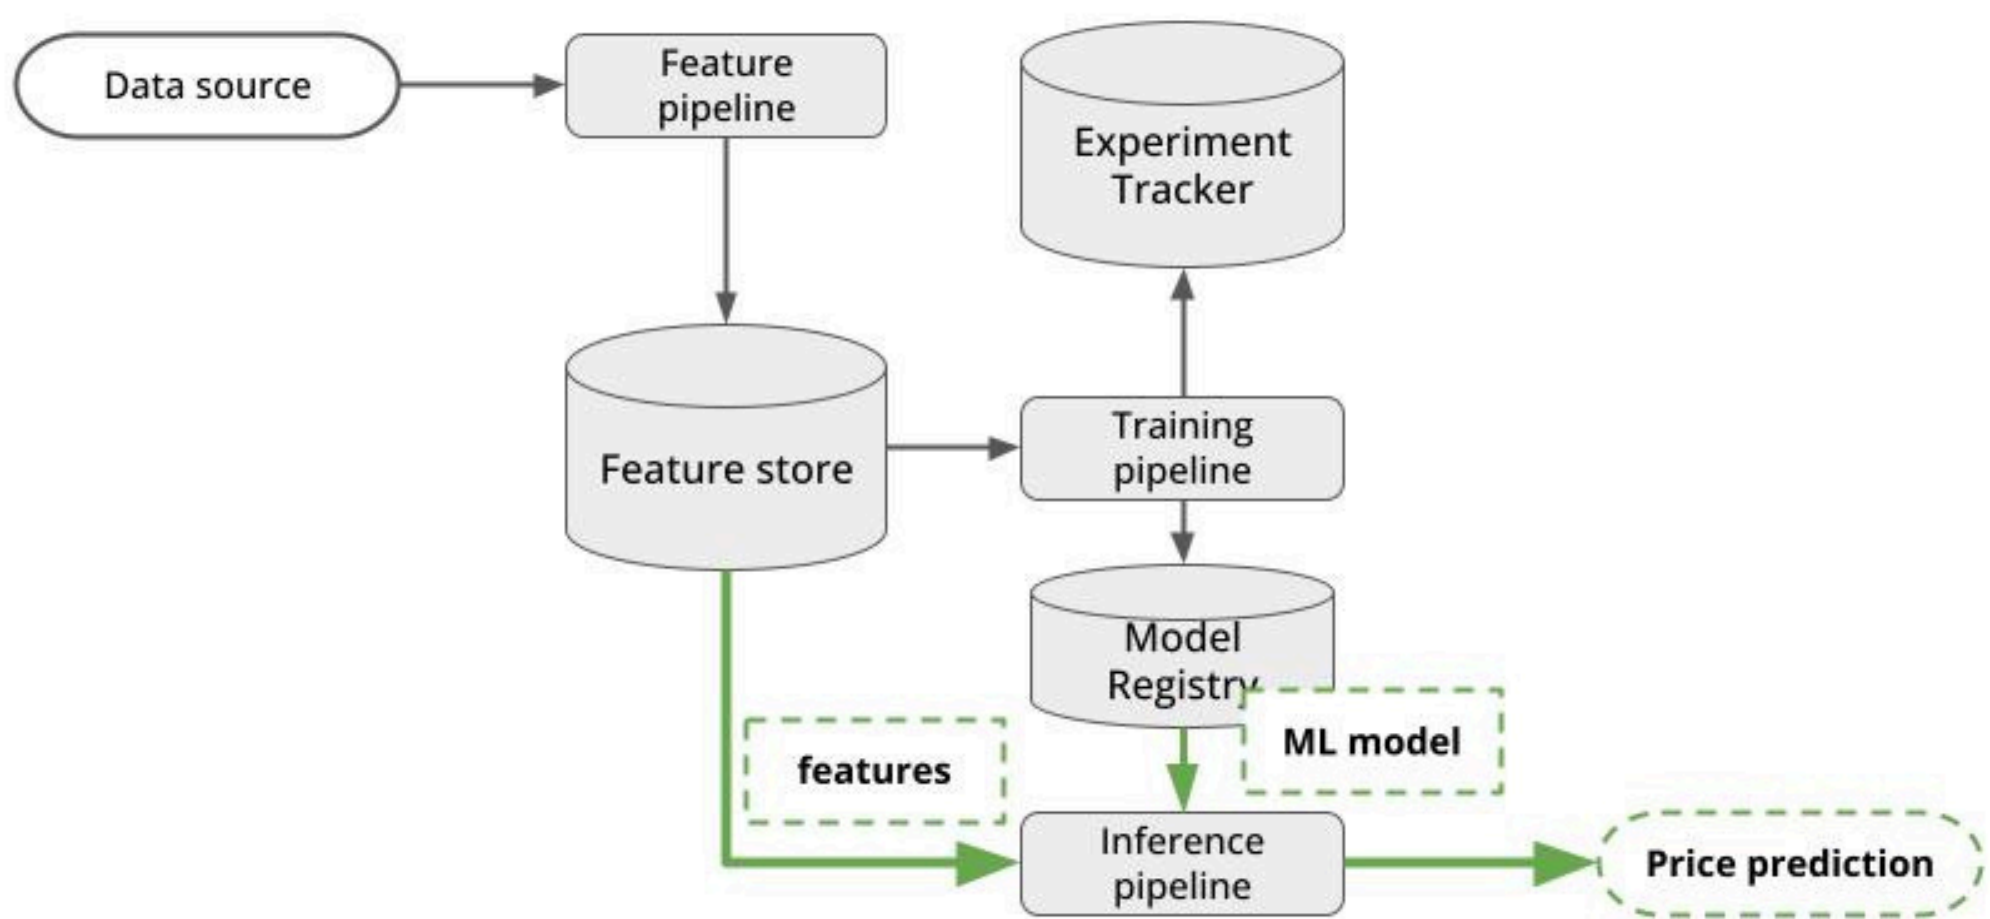 Data source
Feature
pipeline
Experiment
Tracker
Feature store
Training
pipeline
Model
Registry
ML model
features
Inference
pipeline
Price prediction